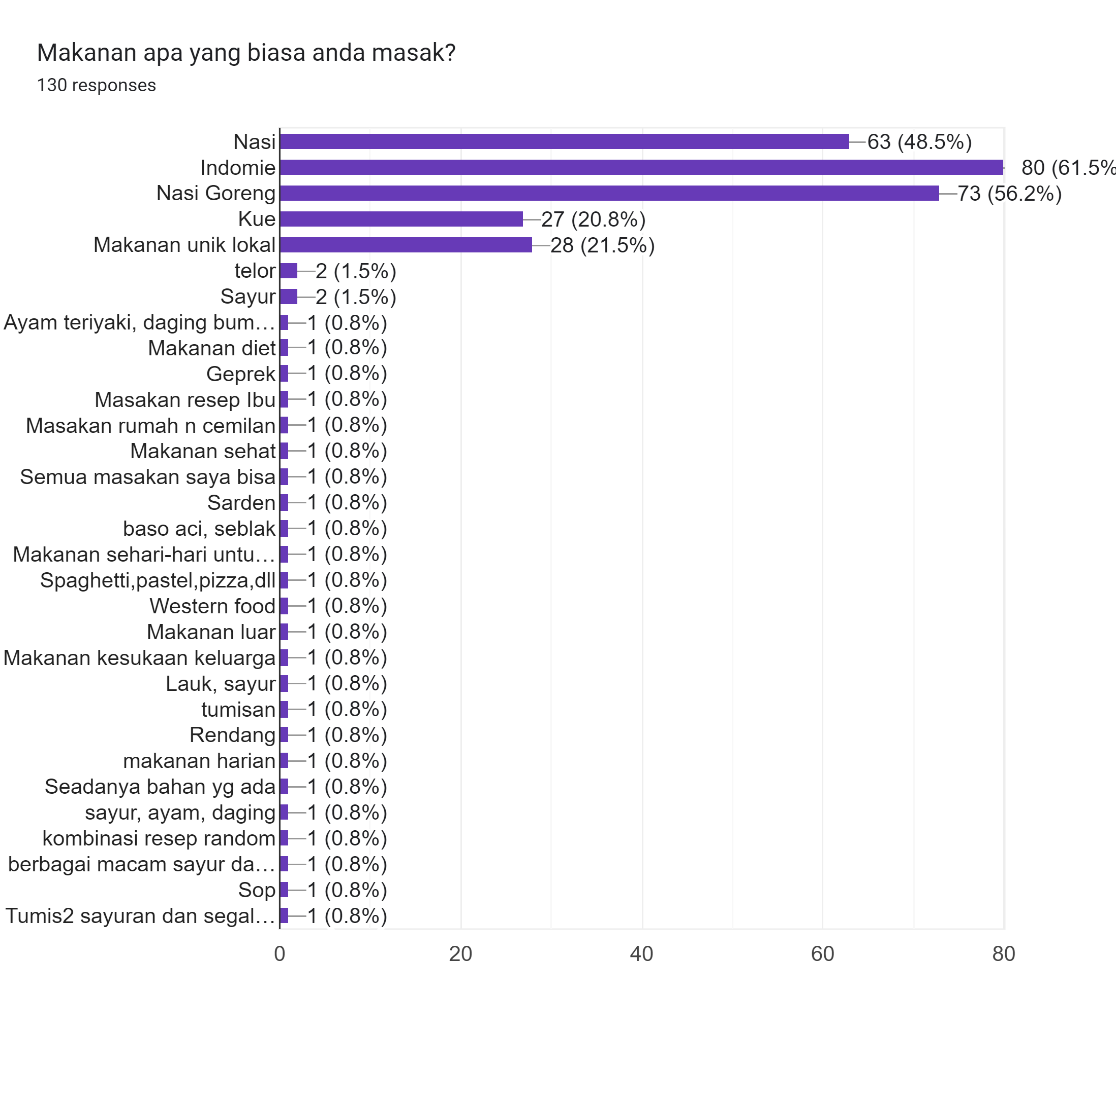 Makanan apa yang biasa anda masak?
130 responses
Nasi 63 (48.5%)
Indomie 80 (61.5%
Nasi Goreng 73 (56.2%)
Kue 27 (20.8%)
Makanan unik lokal 28 (21.5%)
telor 2 (1.5%)
Sayur 2 (1.5%)
Ayam teriyaki, daging bum… 1 (0.8%)
Makanan diet 1 (0.8%)
Geprek 1 (0.8%)
Masakan resep Ibu 1 (0.8%)
Masakan rumah n cemilan 1 (0.8%)
Makanan sehat 1 (0.8%)
Semua masakan saya bisa 1 (0.8%)
Sarden 1 (0.8%)
baso aci, seblak 1 (0.8%)
Makanan sehari-hari untu… 1 (0.8%)
Spaghetti,pastel,pizza,dll 1 (0.8%)
Western food 1 (0.8%)
Makanan luar 1 (0.8%)
Makanan kesukaan keluarga 1 (0.8%)
Lauk, sayur 1 (0.8%)
tumisan 1 (0.8%)
Rendang 1 (0.8%)
makanan harian 1 (0.8%)
Seadanya bahan yg ada 1 (0.8%)
sayur, ayam, daging 1 (0.8%)
kombinasi resep random 1 (0.8%)
berbagai macam sayur da… 1 (0.8%)
Sop 1 (0.8%)
Tumis2 sayuran dan segal… 1 (0.8%)
0 20 40 60 80